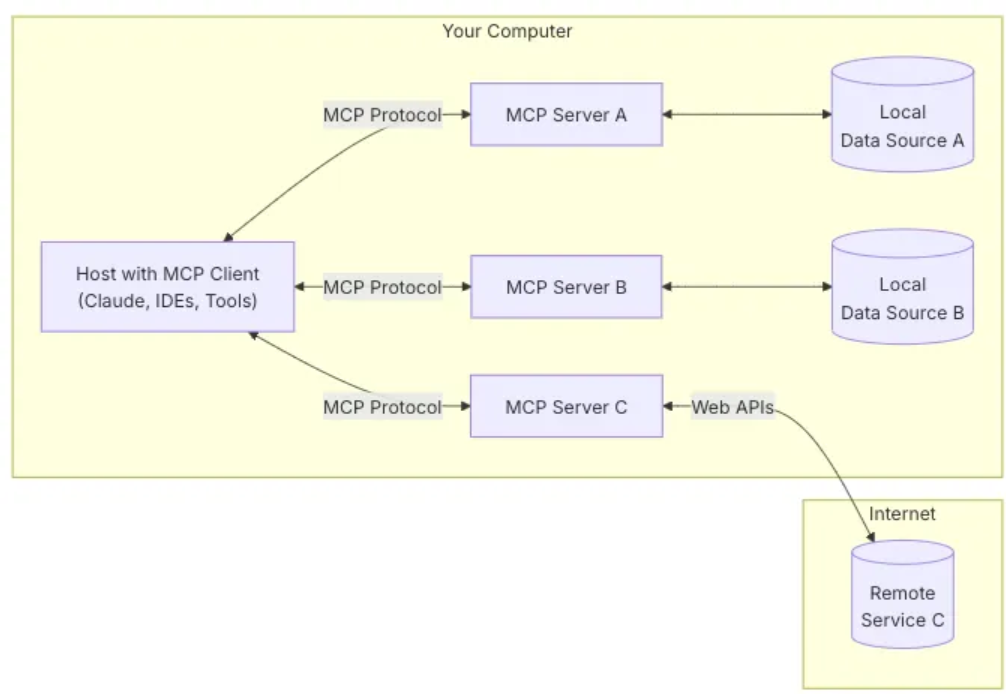 Your Computer
MCP Protocol
MCP Server A
Local
Data Source A
Host with MCP Client
(Claude, IDEs, Tools)
MCP Protocol
MCP Server B
Local
Data Source B
MCP Protocol
MCP Server C
Web APIs
Internet
Remote
Service C